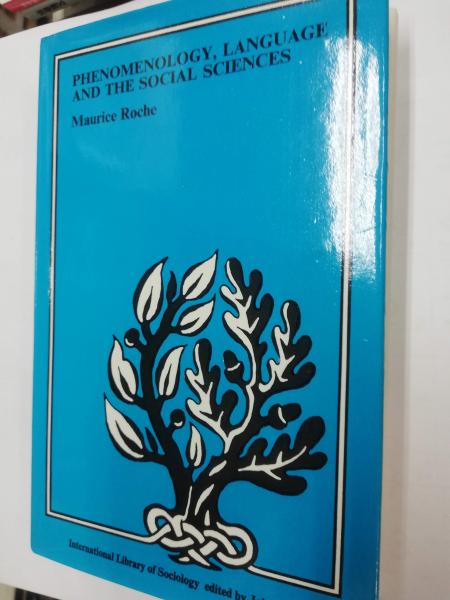 PHENOMENOLOGY, LANGUAGE
AND THE SOCIAL SCIENCES
Maurice Roche
International Library of Sociology edited by